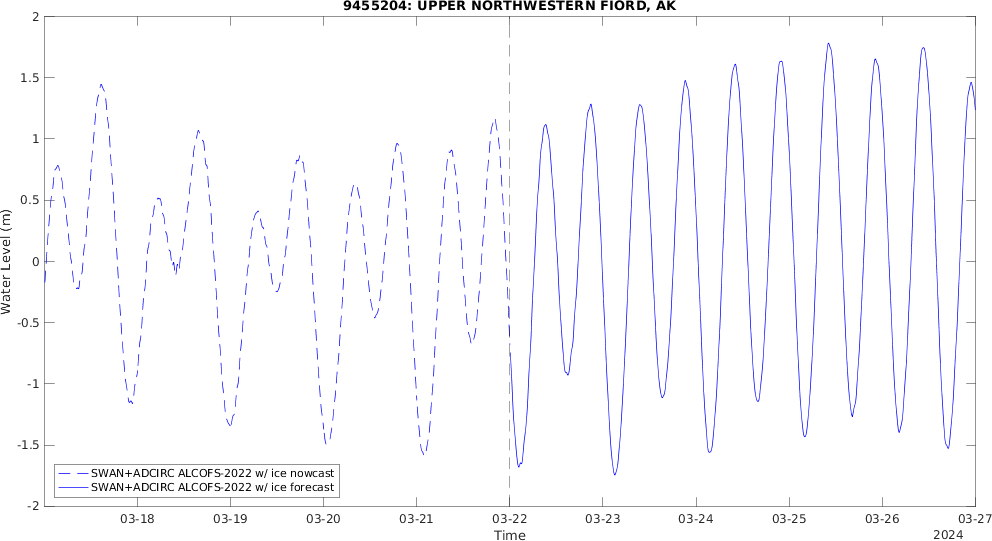 9455204: UPPER NORTHWESTERN FIORD, AK
2
1.5
1
0.5
0
-0.5
-1
-1.5
-2
Water Level (m)
SWAN+ADCIRC ALCOFS-2022 w/ ice nowcast
SWAN+ADCIRC ALCOFS-2022 w/ ice forecast
03-18 03-19 03-20 03-21 03-22 03-23 03-24 03-25 03-26 03-27
Time
2024